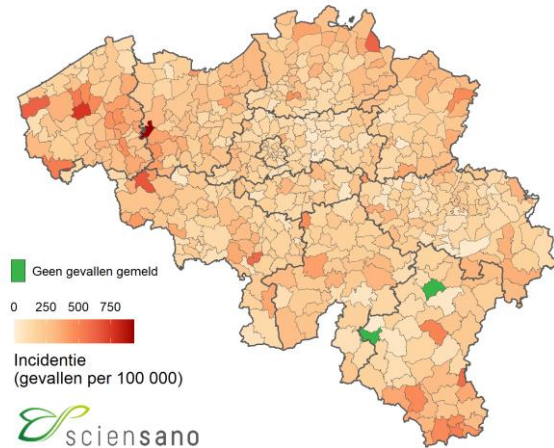 Geen gevallen gemeld
0 250 500 750
Incidentie
(gevallen per 100 000)
sciensano